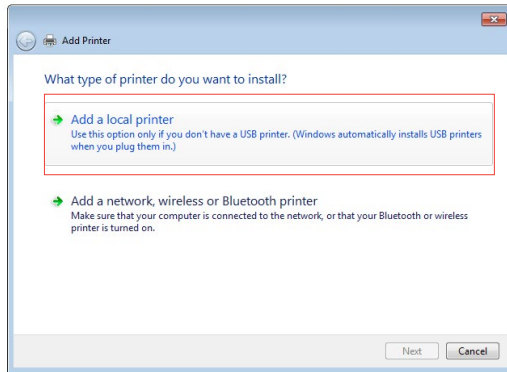 Add Printer
What type of printer do you want to install?
Add a local printer
Use this option only if you don't have a USB printer. (Windows automatically installs USB printers
when you plug them in.)
Add a network, wireless or Bluetooth printer
Make sure that your computer is connected to the network, or that your Bluetooth or wireless
printer is turned on.
Next
Cancel